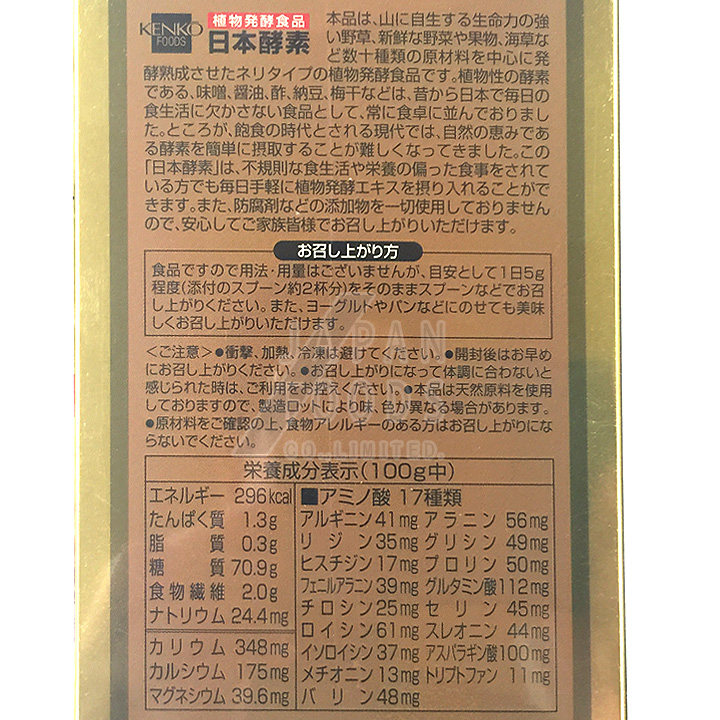 KENKO
FOODS
植物発酵食品
日本酵素
本品は、山に自生する生命力の強
い野草、新鮮な野菜や果物、海草な
ど数十種類の原材料を中心に発
酵熟成させたネリタイプの植物発酵食品です。植物性の酵素
である、味噌、醤油、酢、納豆、梅干などは、昔から日本で毎日の
食生活に欠かさない食品として、常に食卓に並んでおりまし
た。ところが、飽食の時代とされる現代では、自然の恵みであ
る酵素を簡単に摂取することが難しくなってきました。この
「日本酵素」は、不規則な食生活や栄養の偏った食事をされて
いる方でも毎日手軽に植物発酵エキスを摂り入れることがで
きます。また、防腐剤などの添加物を一切使用しておりません
ので、安心してご家族皆様でお召し上がりいただけます。
お召し上がり方
食品ですので用法・用量はございませんが、目安として1日5g
程度(添付のスプーン約2杯分)をそのままスプーンなどでお召
し上がりください。また、ヨーグルトやパンなどにのせても美味
しくお召し上がりいただけます。
<ご注意>●衝撃、加熱、冷凍は避けてください。●開封後はお早め
にお召し上がりください。●お召し上がりになって体調に合わないと
感じられた時は、ご利用をお控えください。●本品は天然原料を使用
しておりますので、製造ロットにより味、色が異なる場合があります。
●原材料をご確認の上、食物アレルギーのある方はお召し上がりにな
らないでください。
JAPAN
FOODS
CO.,LIMITED.
栄養成分表示(100g中)
エネルギー 296kcal
たんぱく質 1.3g
脂質 0.3g
糖質 70.9g
食物繊維 2.0g
ナトリウム 24.4mg
カリウム 348mg
カルシウム 175mg
マグネシウム 39.6mg
■アミノ酸 17種類
アルギニン 41mg アラニン 56mg
リジン 35mg グリシン 49mg
ヒスチジン 17mg プロリン 50mg
フェニルアラニン 39mg グルタミン酸 112mg
チロシン 25mg セリン 45mg
ロイシン 61mg スレオニン 44mg
イソロイシン 37mg アスパラギン酸 100mg
メチオニン 13mg トリプトファン 11mg
バリン 48mg